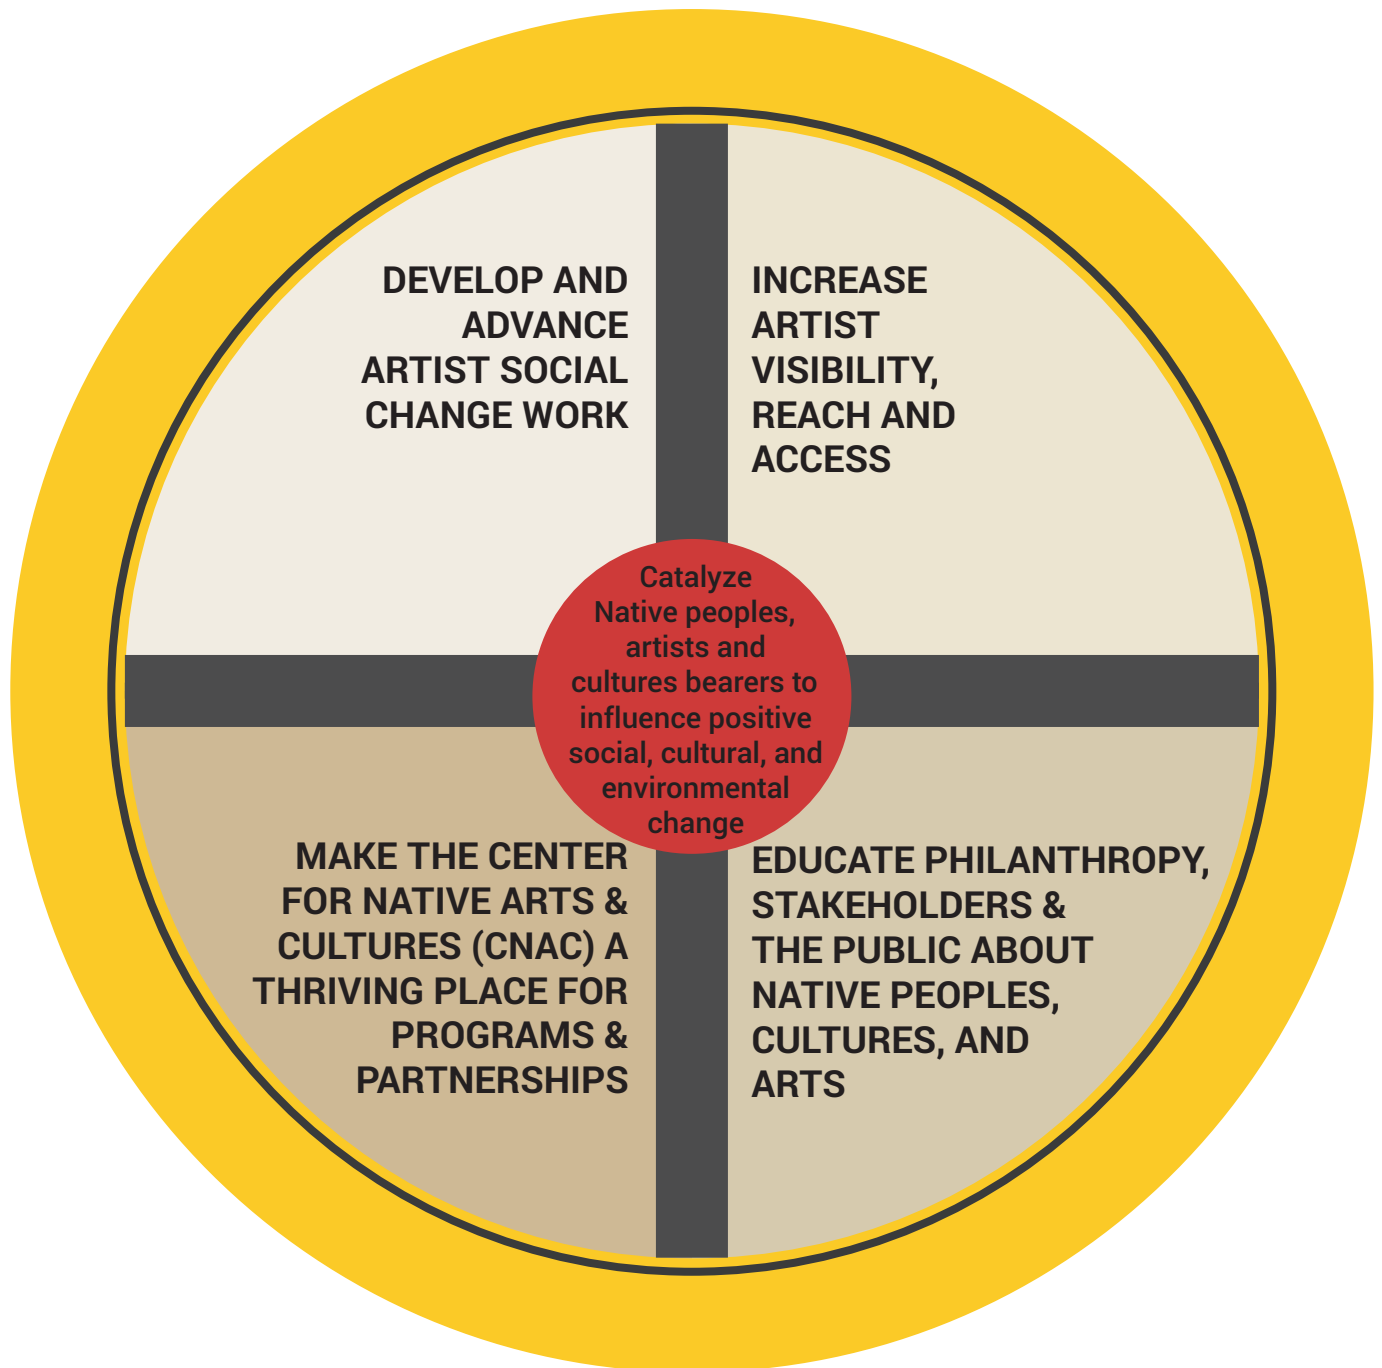 DEVELOP AND
ADVANCE
ARTIST SOCIAL
CHANGE WORK
INCREASE
ARTIST
VISIBILITY,
REACH AND
ACCESS
Catalyze
Native peoples,
artists and
cultures bearers to
influence positive
social, cultural, and
environmental
change
MAKE THE CENTER
FOR NATIVE ARTS &
CULTURES (CNAC) A
THRIVING PLACE FOR
PROGRAMS &
PARTNERSHIPS
EDUCATE PHILANTHROPY,
STAKEHOLDERS &
THE PUBLIC ABOUT
NATIVE PEOPLES,
CULTURES, AND
ARTS